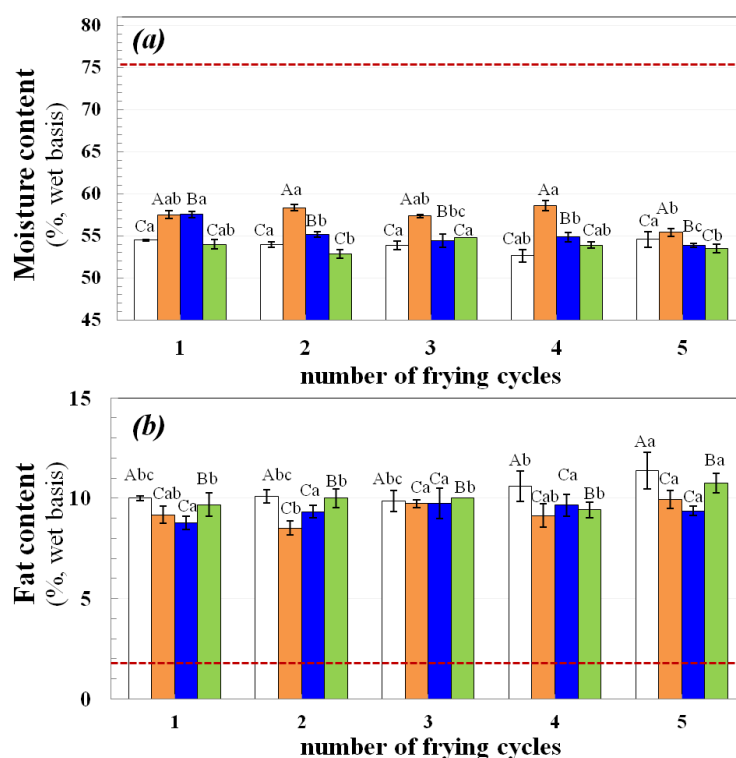 (a)
Moisture content
(%, wet basis)
80
75
70
65
60
55
50
45
Ca Aab Ba Cab
Ca Aa Bb Cb
Ca Aab Bbc Ca
Cab Aa Bb Cab
Ca Ab Bc Cb
1 2 3 4 5
number of frying cycles
(b)
Fat content
(%, wet basis)
15
10
5
0
Abc Cab Ca Bb
Abc Cb Ca Bb
Abc Ca Ca Bb
Ab Cab Ca Bb
Aa Ca Ca Ba
1 2 3 4 5
number of frying cycles